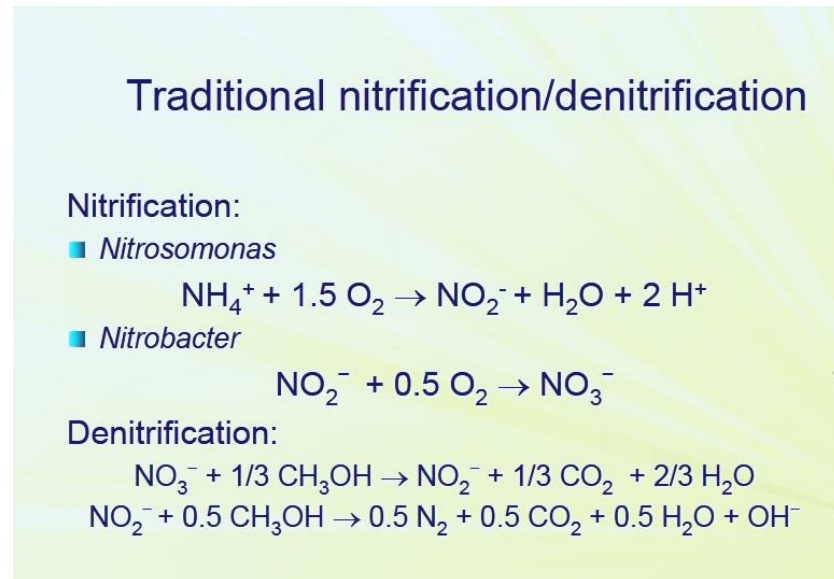 Traditional nitrification/denitrification
Nitrification:
Nitrosomonas
NH₄⁺ + 1.5 O₂ → NO₂⁻ + H₂O + 2 H⁺
Nitrobacter
NO₂⁻ + 0.5 O₂ → NO₃⁻
Denitrification:
NO₃⁻ + 1/3 CH₃OH → NO₂⁻ + 1/3 CO₂ + 2/3 H₂O
NO₂⁻ + 0.5 CH₃OH → 0.5 N₂ + 0.5 CO₂ + 0.5 H₂O + OH⁻